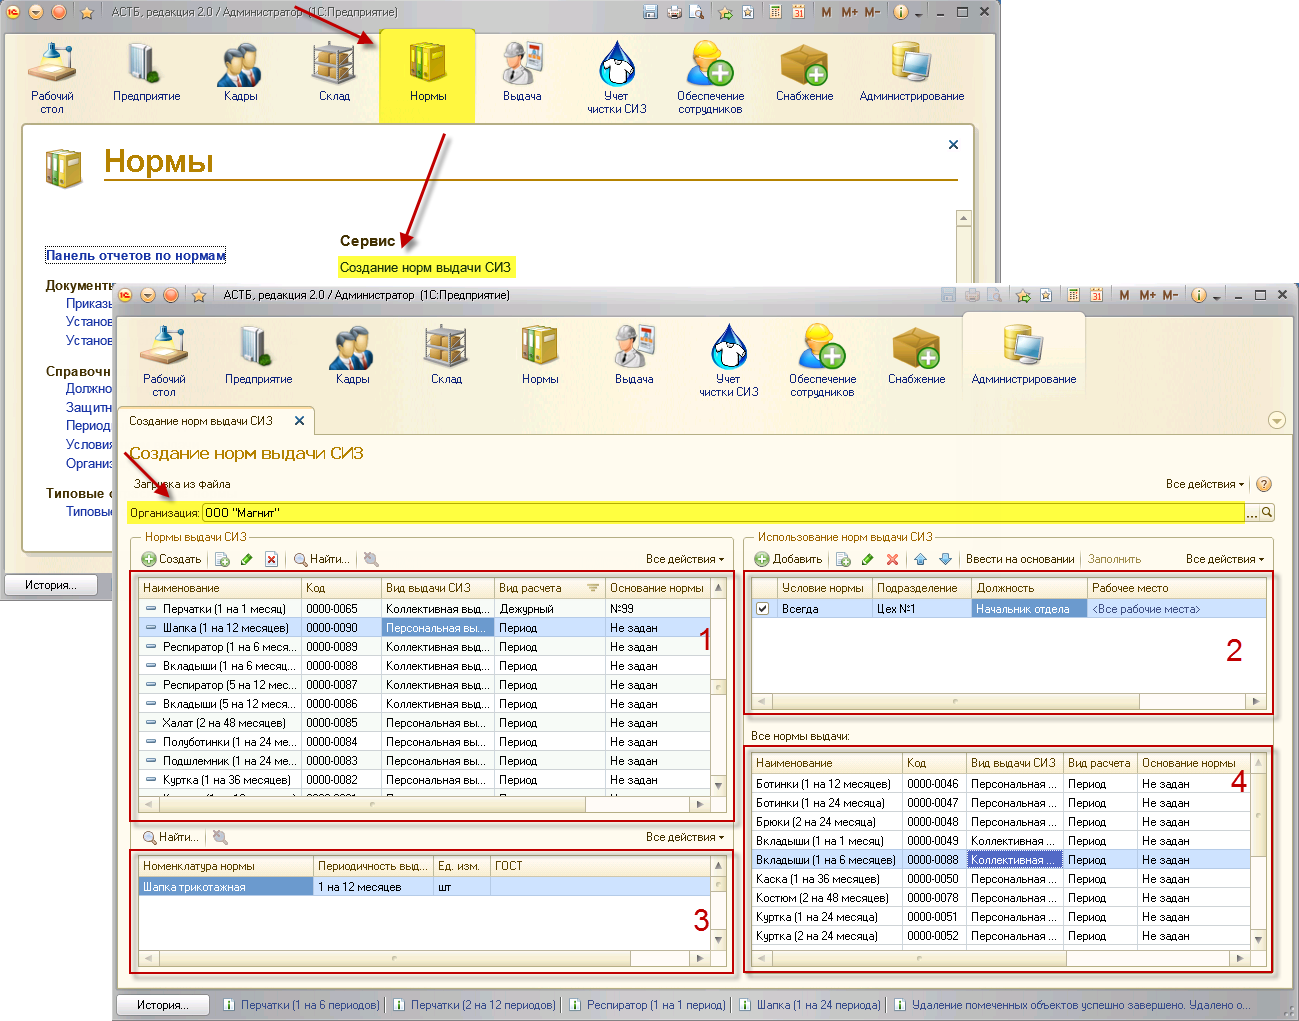 АСТБ, редакция 2.0 / Администратор (1С:Предприятие)
M M+ M-
Рабочий стол
Предприятие
Кадры
Склад
Нормы
Выдача
Учет чистки СИЗ
Обеспечение сотрудников
Снабжение
Администрирование
Нормы
Панель отчетов по нормам
Сервис
Создание норм выдачи СИЗ
Документы
Приказы
Установ
Установ
Справочн
Должно
Защитн
Период
Условия
Органи
Типовые
Типовые
История...
АСТБ, редакция 2.0 / Администратор (1С:Предприятие)
M M+ M-
Рабочий стол
Предприятие
Кадры
Склад
Нормы
Выдача
Учет чистки СИЗ
Обеспечение сотрудников
Снабжение
Администрирование
Создание норм выдачи СИЗ
Создание норм выдачи СИЗ
Загрузка из файла
Все действия
Организация: ООО "Магнит"
Нормы выдачи СИЗ
Создать Найти... Все действия
Наименование Код Вид выдачи СИЗ Вид расчета Основание нормы
Перчатки (1 на 1 месяц) 0000-0065 Коллективная выд... Дежурный №99
Шапка (1 на 12 месяцев) 0000-0090 Персональная вы... Период Не задан
Респиратор (1 на 6 меся... 0000-0089 Коллективная выд... Период Не задан
Вкладыши (1 на 6 месяц... 0000-0088 Коллективная выд... Период Не задан
Респиратор (5 на 12 мес... 0000-0087 Коллективная выд... Период Не задан
Вкладыши (5 на 12 меся... 0000-0086 Коллективная выд... Период Не задан
Халат (2 на 48 месяцев) 0000-0085 Персональная вы... Период Не задан
Полуботинки (1 на 24 ме... 0000-0084 Персональная вы... Период Не задан
Подшлемник (1 на 24 ме... 0000-0083 Персональная вы... Период Не задан
Куртка (1 на 36 месяцев) 0000-0082 Персональная вы... Период Не задан
1
Найти... Все действия
Номенклатура нормы Периодичность выд... Ед. изм. ГОСТ
Шапка трикотажная 1 на 12 месяцев шт
3
Использование норм выдачи СИЗ
Добавить Ввести на основании Заполнить Все действия
Условие нормы Подразделение Должность Рабочее место
Всегда Цех №1 Начальник отдела <Все рабочие места>
2
Все нормы выдачи:
Наименование Код Вид выдачи СИЗ Вид расчета Основание нормы
Ботинки (1 на 12 месяцев) 0000-0046 Персональная ... Период Не задан
Ботинки (1 на 24 месяца) 0000-0047 Персональная ... Период Не задан
Брюки (2 на 24 месяца) 0000-0048 Персональная ... Период Не задан
Вкладыши (1 на 1 месяц) 0000-0049 Коллективная ... Период Не задан
Вкладыши (1 на 6 месяцев) 0000-0088 Коллективная ... Период Не задан
Каска (1 на 36 месяцев) 0000-0050 Персональная ... Период Не задан
Костюм (2 на 48 месяцев) 0000-0078 Персональная ... Период Не задан
Куртка (1 на 24 месяца) 0000-0051 Персональная ... Период Не задан
Куртка (2 на 24 месяца) 0000-0052 Персональная ... Период Не задан
4
История... Перчатки (1 на 6 периодов) Перчатки (2 на 12 периодов) Респиратор (1 на 1 период) Шапка (1 на 24 периода) Удаление помеченных объектов успешно завершено. Удалено о...